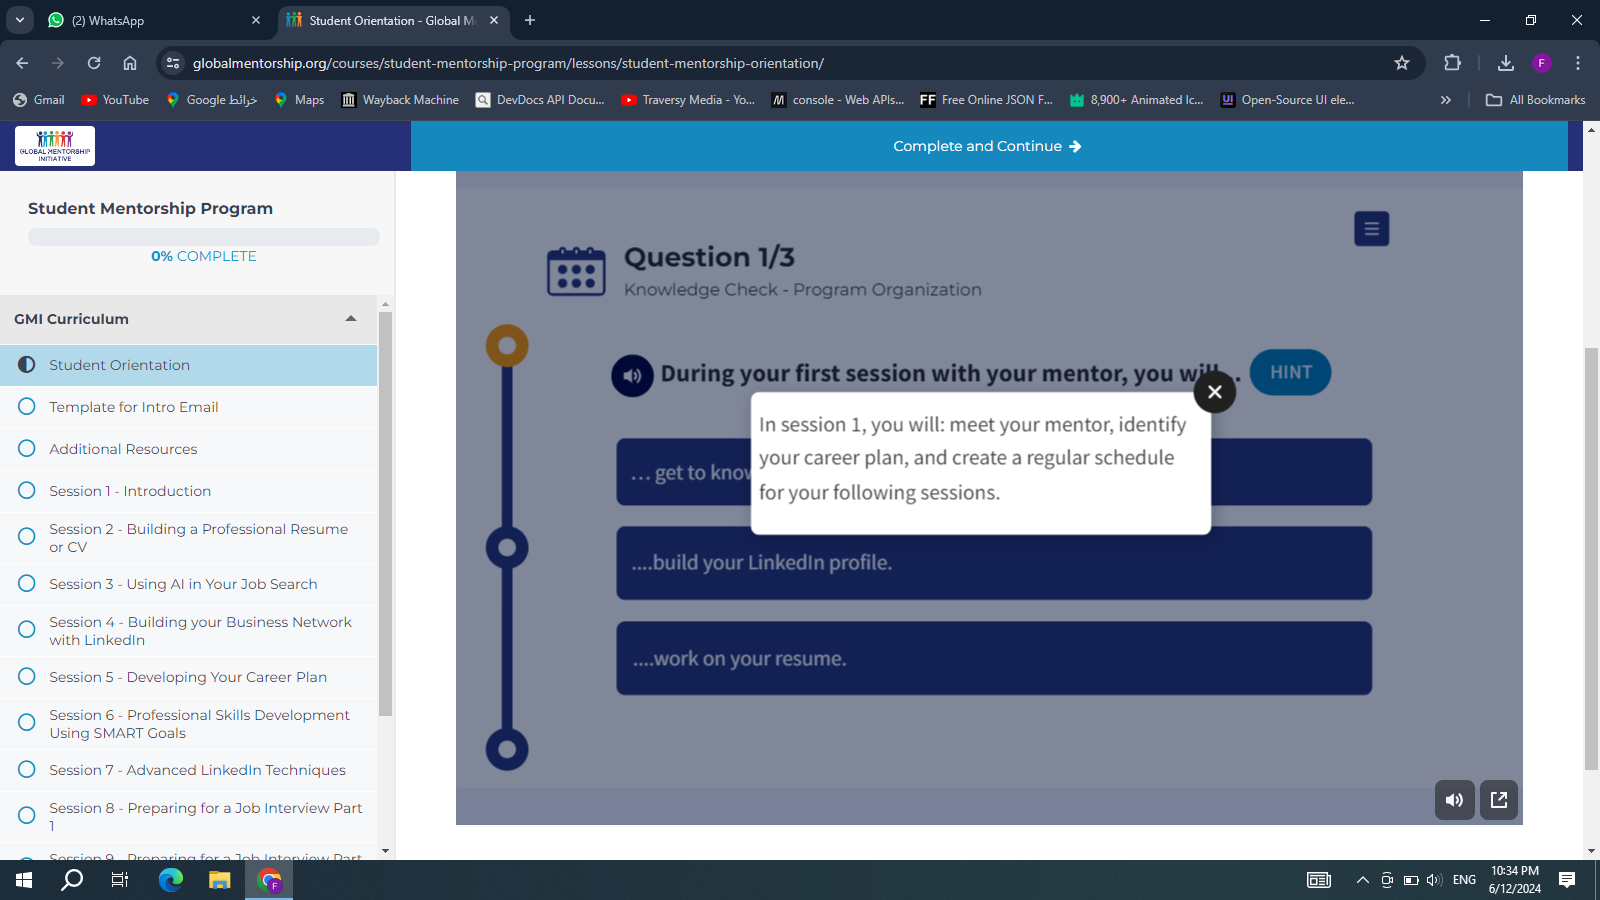 (2) WhatsApp
Student Orientation - Global M
globalmentorship.org/courses/student-mentorship-program/lessons/student-mentorship-orientation/
F
Gmail
YouTube
Google خرائط
Maps
Wayback Machine
DevDocs API Docu...
Traversy Media - Yo...
console - Web APIs...
FF Free Online JSON F...
8,900+ Animated Ic...
UI Open-Source UI ele...
All Bookmarks
GLOBAL MENTORSHIP
INITIATIVE
Complete and Continue
Student Mentorship Program
0% COMPLETE
GMI Curriculum
Student Orientation
Template for Intro Email
Additional Resources
Session 1 - Introduction
Session 2 - Building a Professional Resume
or CV
Session 3 - Using AI in Your Job Search
Session 4 - Building your Business Network
with LinkedIn
Session 5 - Developing Your Career Plan
Session 6 - Professional Skills Development
Using SMART Goals
Session 7 - Advanced LinkedIn Techniques
Session 8 - Preparing for a Job Interview Part
1
Session 9 - Preparing for a Job Interview Part
Question 1/3
Knowledge Check - Program Organization
During your first session with your mentor, you will...
HINT
In session 1, you will: meet your mentor, identify
your career plan, and create a regular schedule
for your following sessions.
... get to know
....build your LinkedIn profile.
....work on your resume.
F
ENG
10:34 PM
6/12/2024